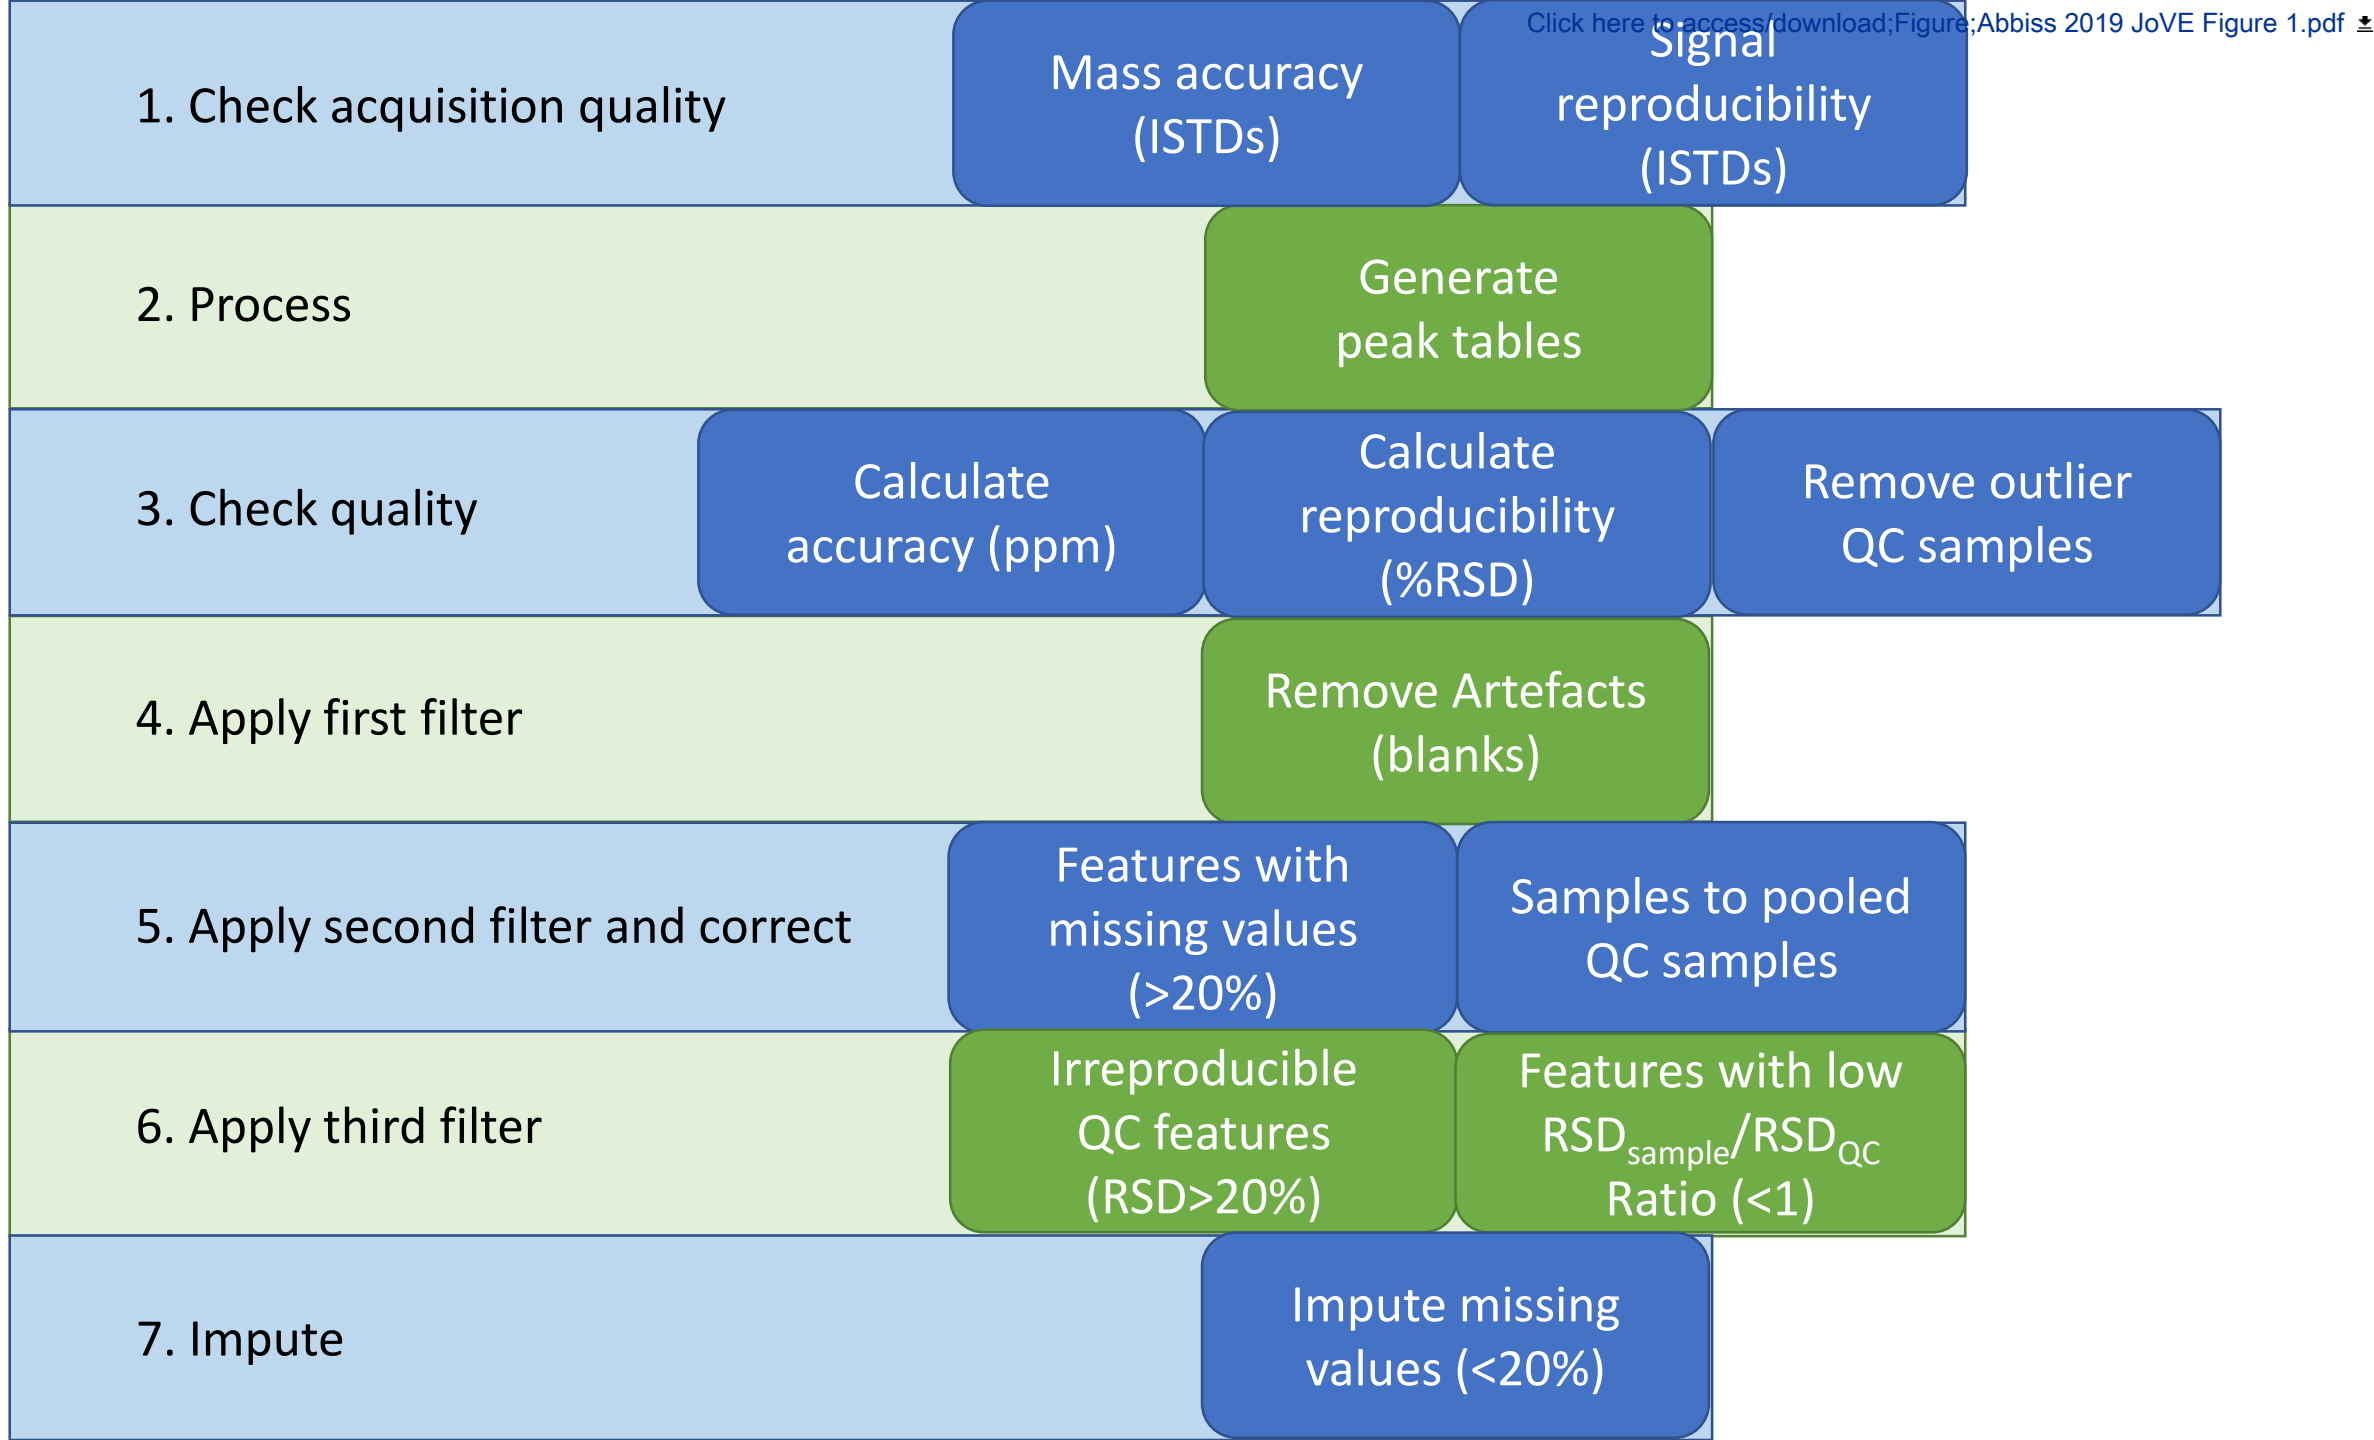 Click here to access/download;Figure;Abbiss 2019 JoVE Figure 1.pdf
1. Check acquisition quality
Mass accuracy
(ISTDs)
Signal
reproducibility
(ISTDs)
2. Process
Generate
peak tables
3. Check quality
Calculate
accuracy (ppm)
Calculate
reproducibility
(%RSD)
Remove outlier
QC samples
4. Apply first filter
Remove Artefacts
(blanks)
5. Apply second filter and correct
Features with
missing values
(>20%)
Samples to pooled
QC samples
6. Apply third filter
Irreproducible
QC features
(RSD>20%)
Features with low
RSDsample/RSDQC
Ratio (<1)
7. Impute
Impute missing
values (<20%)